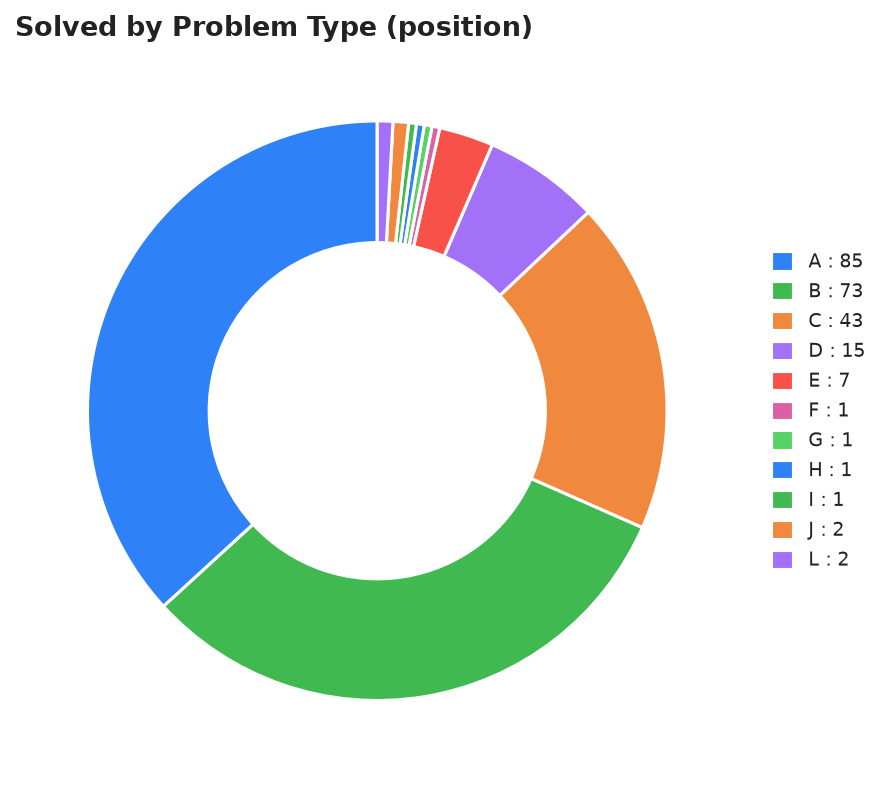 Solved by Problem Type (position)
A : 85
B : 73
C : 43
D : 15
E : 7
F : 1
G : 1
H : 1
I : 1
J : 2
L : 2